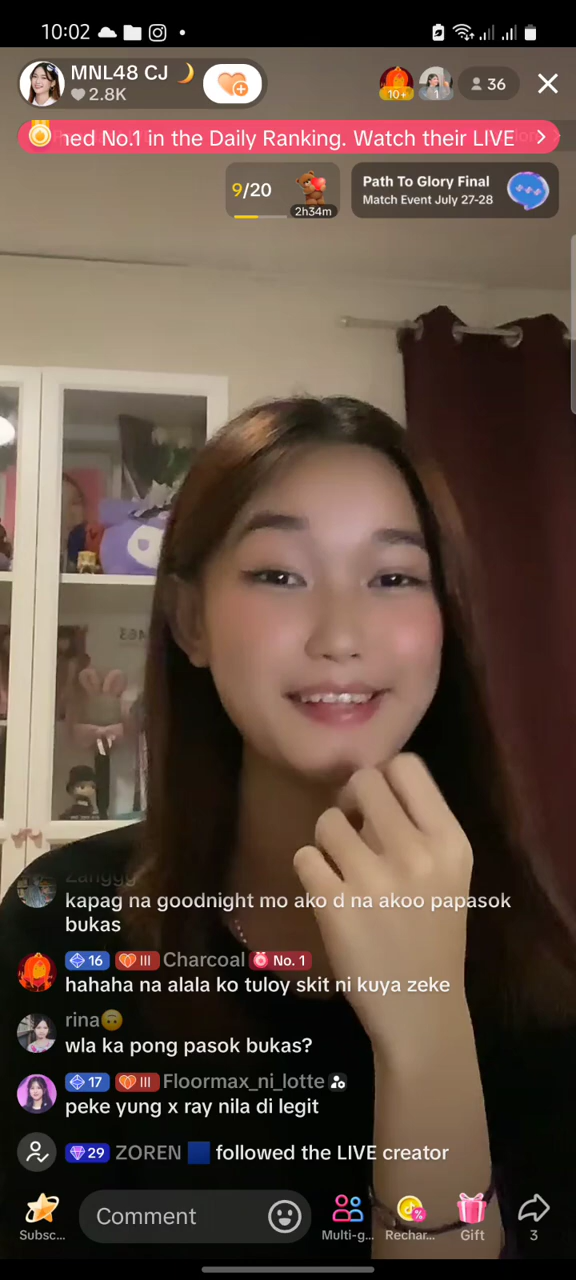 10:02
MNL48 CJ
2.8K
10+
1
36
hed No.1 in the Daily Ranking. Watch their LIVE
9/20
2h34m
Path To Glory Final
Match Event July 27-28
Zanggg
kapag na goodnight mo ako d na akoo papasok
bukas
16 III Charcoal No. 1
hahaha na alala ko tuloy skit ni kuya zeke
rina
wla ka pong pasok bukas?
17 III Floormax_ni_lotte
peke yung x ray nila di legit
29 ZOREN followed the LIVE creator
Comment
Subsc...
Multi-g...
Rechar...
Gift
3